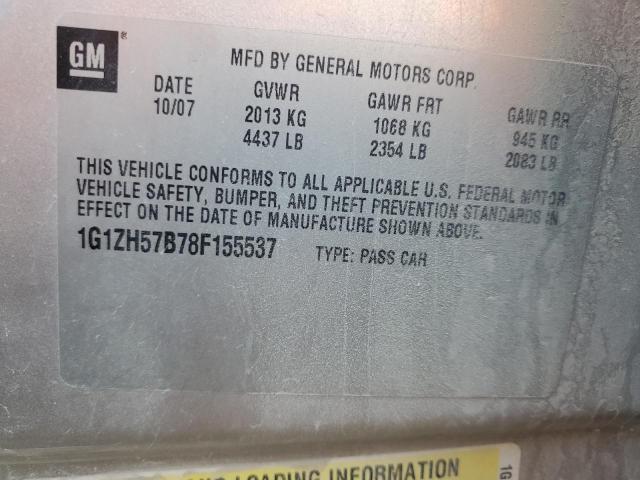 GM ®
MFD BY GENERAL MOTORS CORP.
DATE GVWR GAWR FRT GAWR RR
10/07 2013 KG 1068 KG 945 KG
4437 LB 2354 LB 2083 LB
THIS VEHICLE CONFORMS TO ALL APPLICABLE U.S. FEDERAL MOTOR
VEHICLE SAFETY, BUMPER, AND THEFT PREVENTION STANDARDS IN
EFFECT ON THE DATE OF MANUFACTURE SHOWN ABOVE.
1G1ZH57B78F155537 TYPE: PASS CAR
LOADING INFORMATION
1G